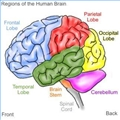 Regions of the Human Brain
Parietal
Lobe
Frontal
Lobe
Occipital
Lobe
Temporal
Lobe
Brain
Stem
Cerebellum
Spinal
Cord
Front
Back